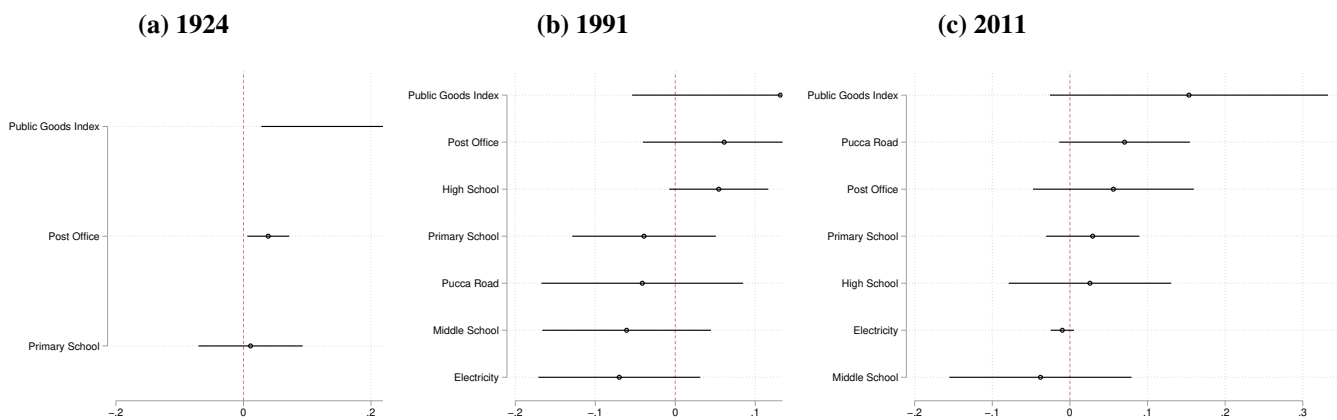 (a) 1924
Public Goods Index
Post Office
Primary School
-.2
0
.2
(b) 1991
Public Goods Index
Post Office
High School
Primary School
Pucca Road
Middle School
Electricity
-.2
-.1
0
.1
(c) 2011
Public Goods Index
Pucca Road
Post Office
Primary School
High School
Electricity
Middle School
-.2
-.1
0
.1
.2
.3